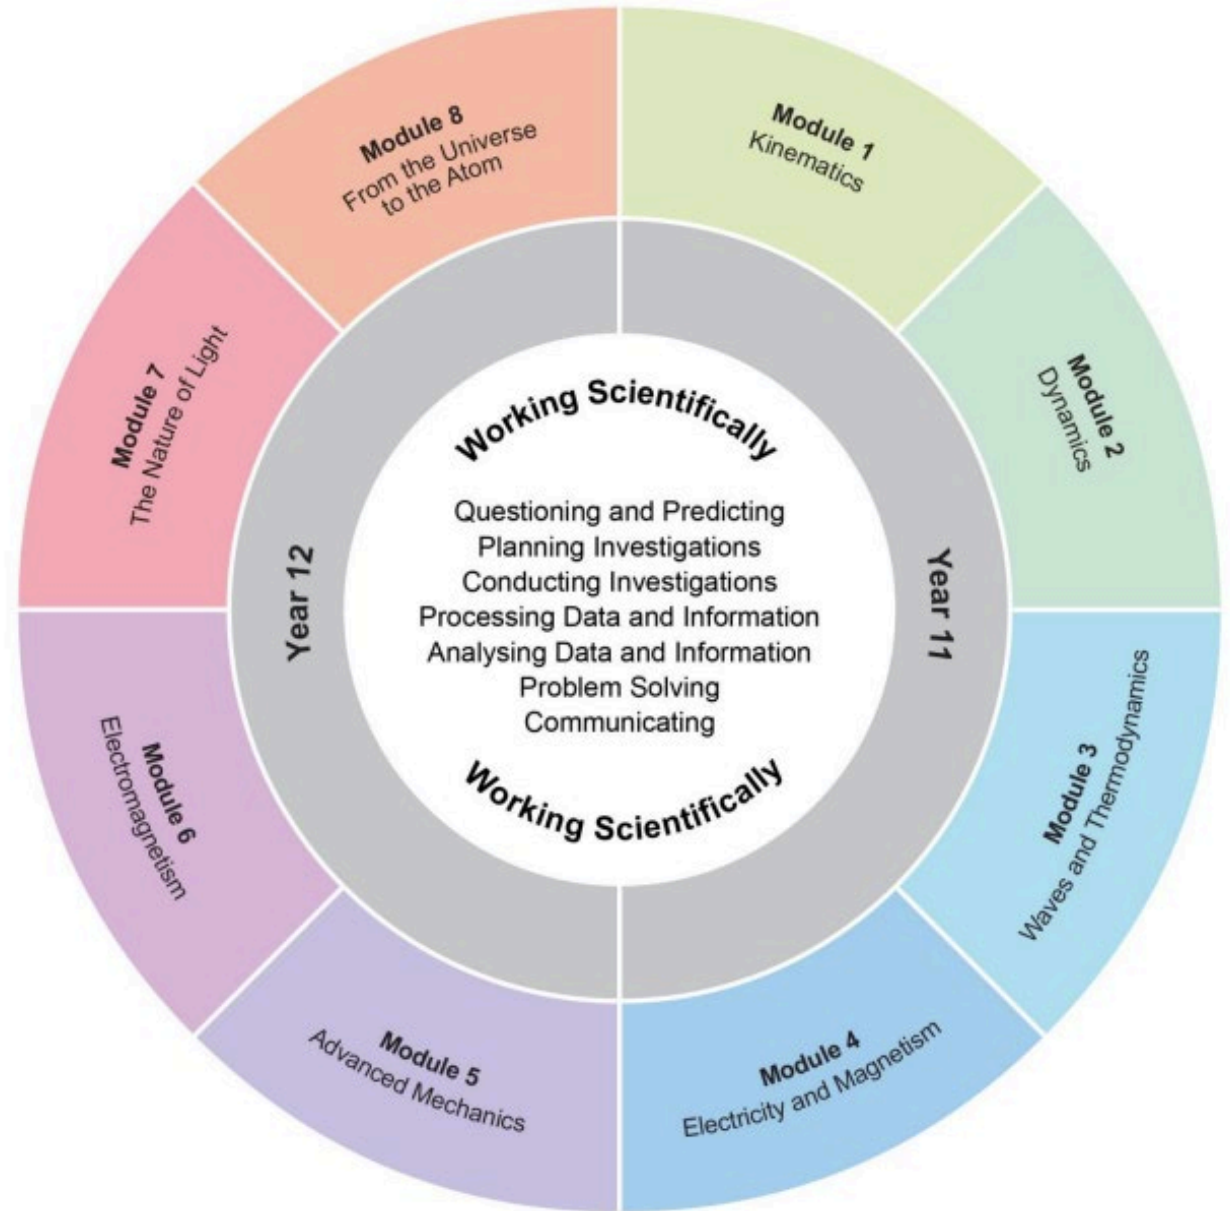 Module 1
Kinematics
Module 2
Dynamics
Module 3
Waves and Thermodynamics
Module 4
Electricity and Magnetism
Module 5
Advanced Mechanics
Module 6
Electromagnetism
Module 7
The Nature of Light
Module 8
From the Universe
to the Atom
Year 11
Year 12
Working Scientifically
Questioning and Predicting
Planning Investigations
Conducting Investigations
Processing Data and Information
Analysing Data and Information
Problem Solving
Communicating
Working Scientifically